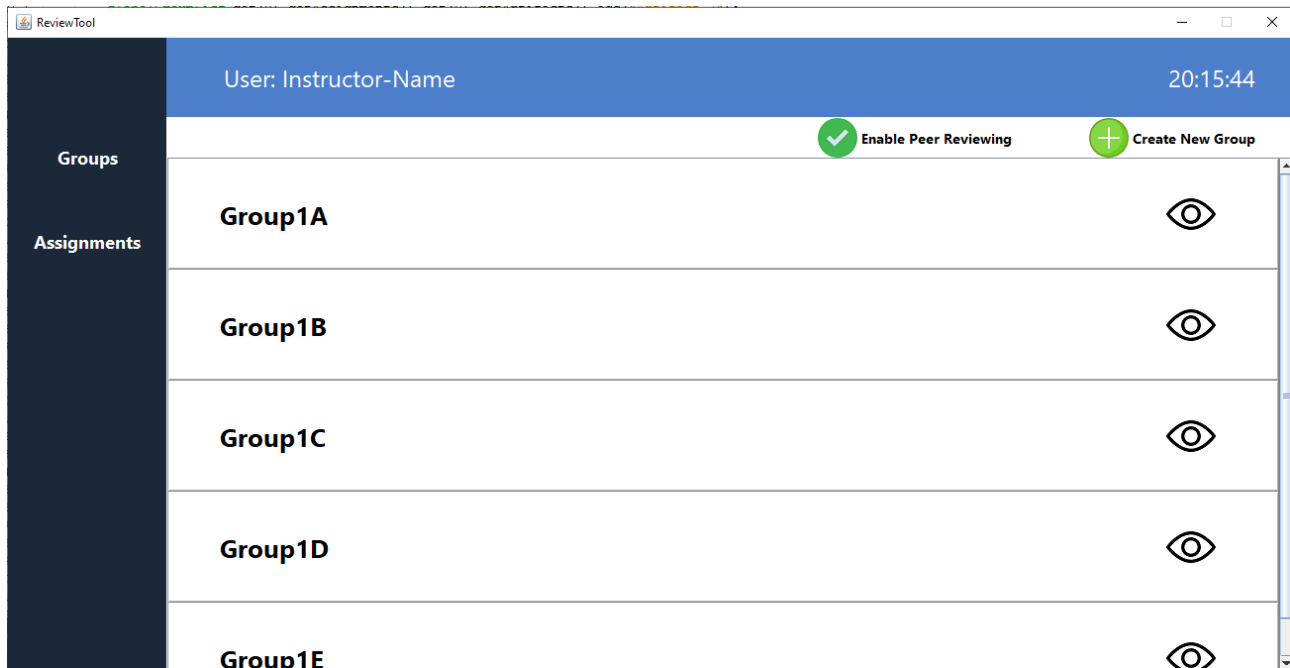 ReviewTool
User: Instructor-Name
20:15:44
Enable Peer Reviewing
Create New Group
Groups
Assignments
Group1A
Group1B
Group1C
Group1D
Group1E